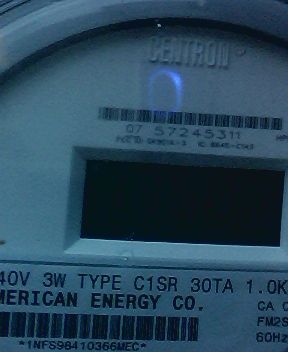 CENTRON
07 57245311
40V 3W TYPE C1SR 30TA 1.0K
MERICAN ENERGY CO.
CA
FM2S
60Hz
*1NFS98410366MEC*